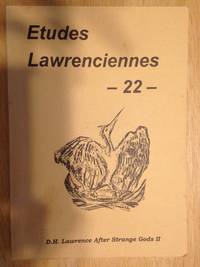 Etudes
Lawrenciennes
– 22 –
D.H. Lawrence After Strange Gods II